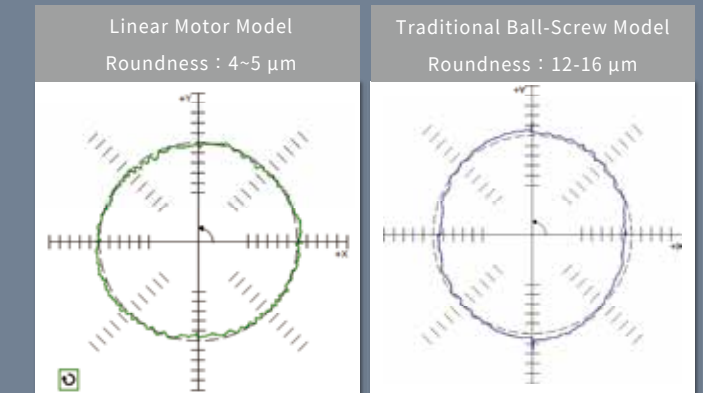 Linear Motor Model
Roundness：4~5 μm
Traditional Ball-Screw Model
Roundness：12-16 μm
+Y
+X
+Y